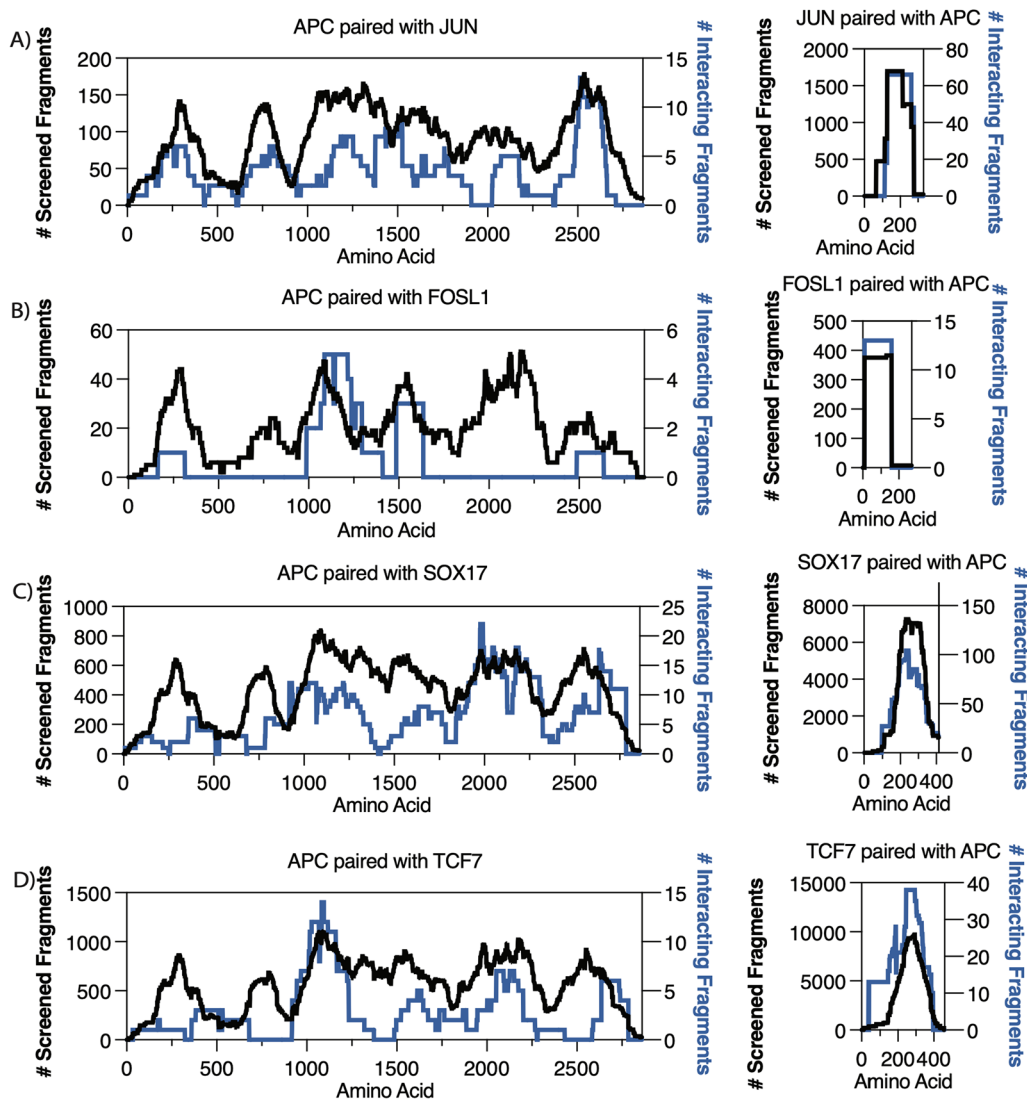 A)
APC paired with JUN
# Screened Fragments
200
150
100
50
0
15
10
5
0
# Interacting Fragments
0 500 1000 1500 2000 2500
Amino Acid
JUN paired with APC
# Screened Fragments
2000
1500
1000
500
0
80
60
40
20
0
# Interacting Fragments
0 200
Amino Acid
B)
APC paired with FOSL1
# Screened Fragments
60
40
20
0
6
4
2
0
# Interacting Fragments
0 500 1000 1500 2000 2500
Amino Acid
FOSL1 paired with APC
# Screened Fragments
500
400
300
200
100
0
15
10
5
0
# Interacting Fragments
0 200
Amino Acid
C)
APC paired with SOX17
# Screened Fragments
1000
800
600
400
200
0
25
20
15
10
5
0
# Interacting Fragments
0 500 1000 1500 2000 2500
Amino Acid
SOX17 paired with APC
# Screened Fragments
8000
6000
4000
2000
0
150
100
50
0
# Interacting Fragments
0 200 400
Amino Acid
D)
APC paired with TCF7
# Screened Fragments
1500
1000
500
0
15
10
5
0
# Interacting Fragments
0 500 1000 1500 2000 2500
Amino Acid
TCF7 paired with APC
# Screened Fragments
15000
10000
5000
0
40
30
20
10
0
# Interacting Fragments
0 200 400
Amino Acid